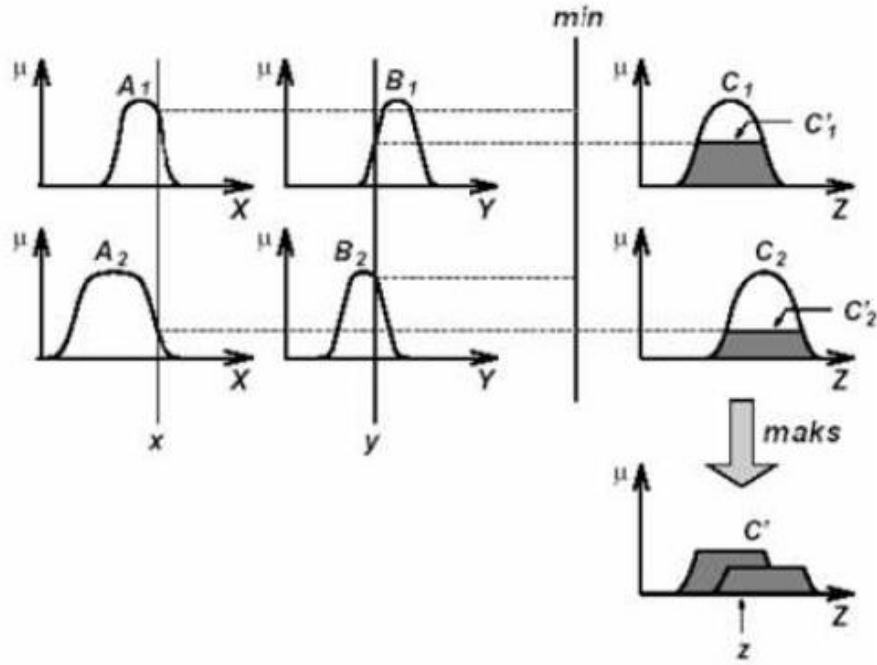 min
μ A₁ μ B₁ μ C₁
C'₁
X Y Z
μ A₂ μ B₂ μ C₂
C'₂
X Y Z
x y maks
μ
C'
Z
z